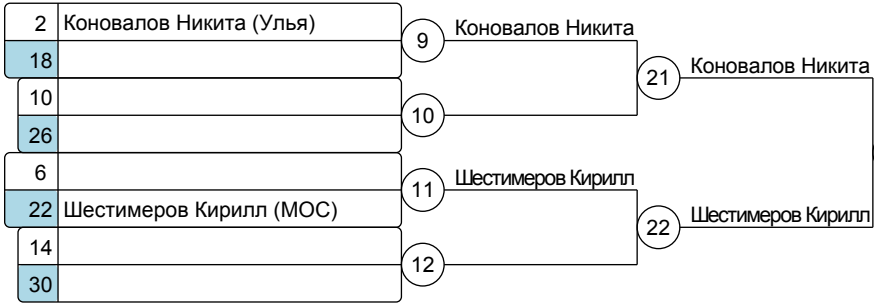 2 Коновалов Никита (Улья)
18
9 Коновалов Никита
10
26
10
21 Коновалов Никита
6
22 Шестимеров Кирилл (МОС)
11 Шестимеров Кирилл
14
30
12
22 Шестимеров Кирилл